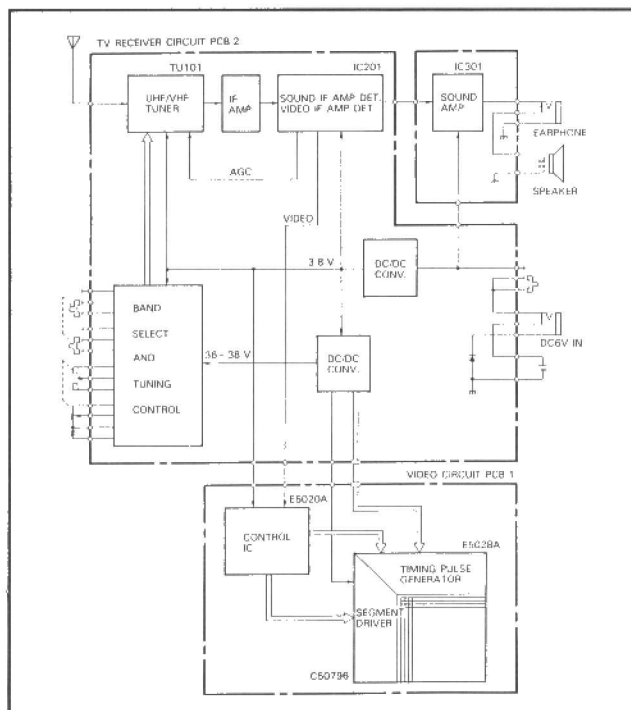 TV RECEIVER CIRCUIT PCB 2
TU101
IC201
IC301
UHF/VHF
TUNER
IF
AMP
SOUND IF AMP DET.
VIDEO IF AMP DET
SOUND
AMP
EARPHONE
SPEAKER
AGC
VIDEO
3.8 V
DC/DC
CONV.
BAND
SELECT
AND
TUNING
CONTROL
36 - 38 V
DC/DC
CONV.
DC6V IN
VIDEO CIRCUIT PCB 1
E5020A
CONTROL
IC
E5028A
TIMING PULSE
GENERATOR
SEGMENT
DRIVER
C50796